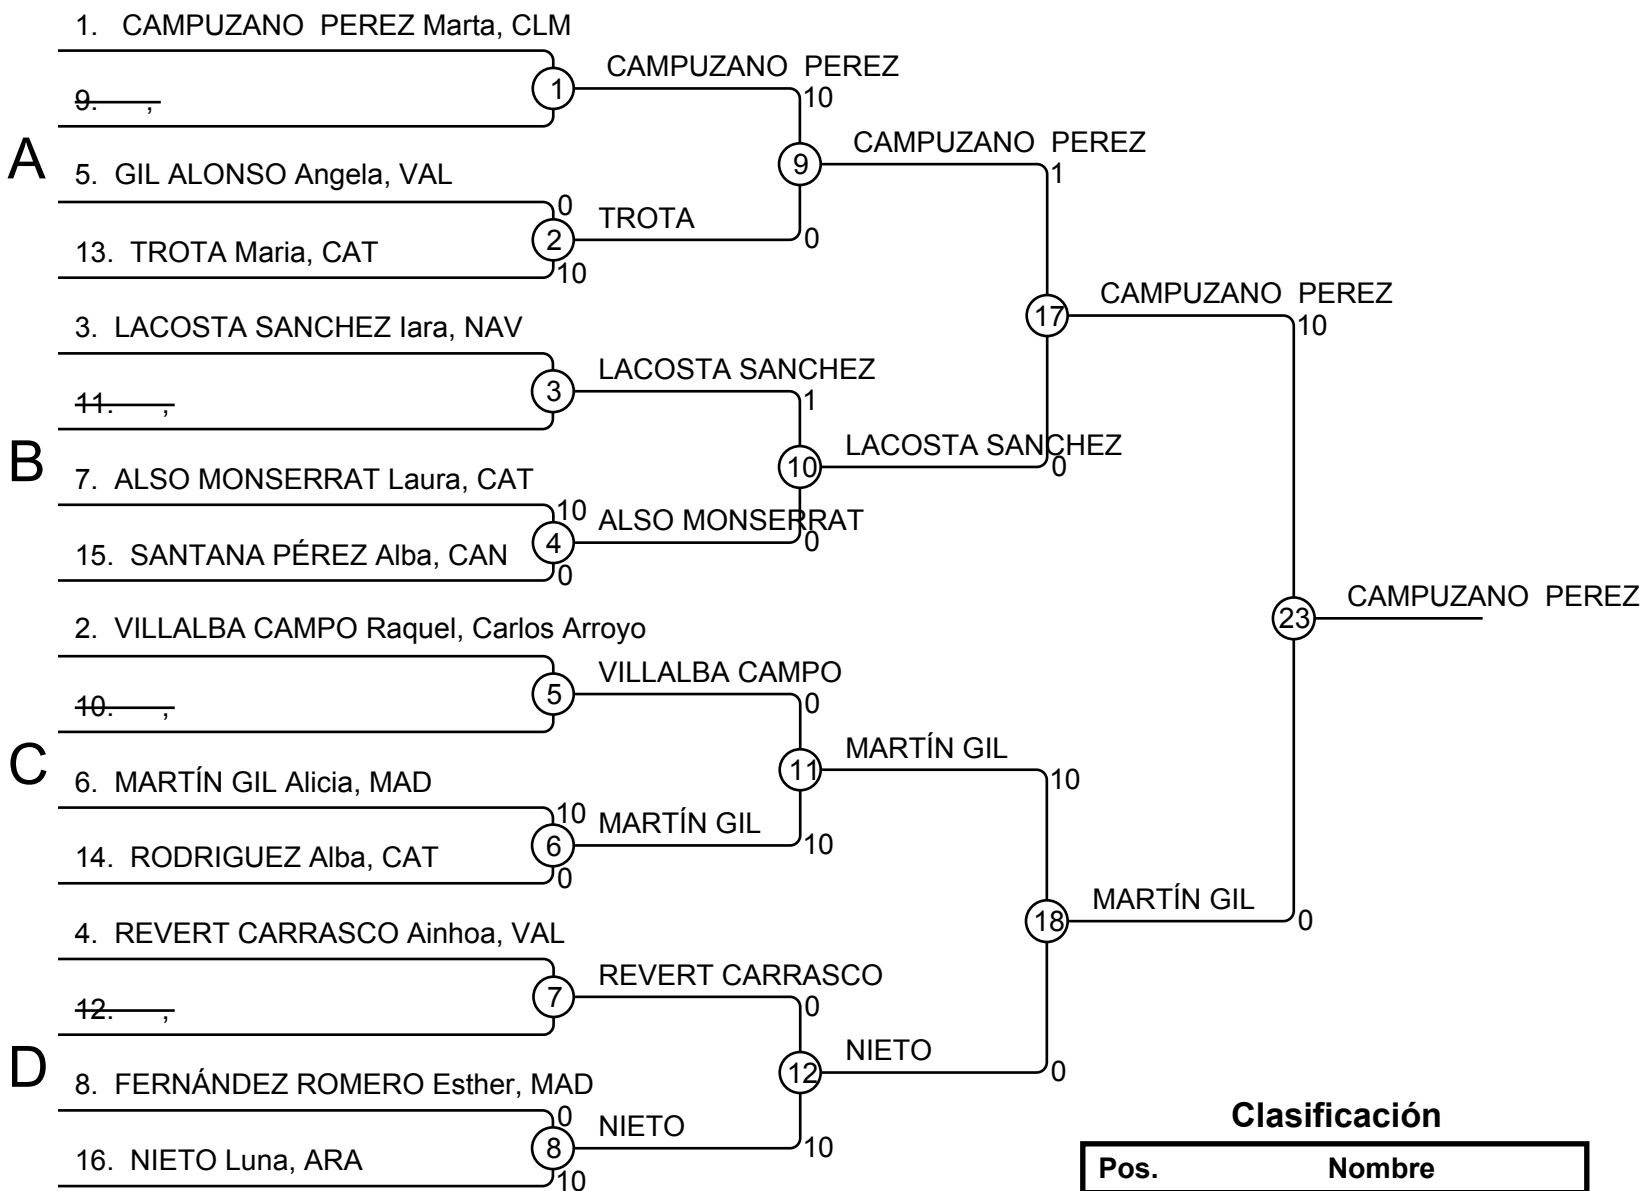 1. CAMPUZANO PEREZ Marta, CLM
CAMPUZANO PEREZ
9. ,
1
10
A
CAMPUZANO PEREZ
9
1
5. GIL ALONSO Angela, VAL
0
TROTA
2
0
13. TROTA Maria, CAT
10
CAMPUZANO PEREZ
17
10
3. LACOSTA SANCHEZ Iara, NAV
LACOSTA SANCHEZ
3
1
11. ,
B
LACOSTA SANCHEZ
10
0
7. ALSO MONSERRAT Laura, CAT
10
ALSO MONSERRAT
4
0
15. SANTANA PÉREZ Alba, CAN
0
CAMPUZANO PEREZ
23
2. VILLALBA CAMPO Raquel, Carlos Arroyo
VILLALBA CAMPO
5
0
10. ,
C
MARTÍN GIL
11
10
6. MARTÍN GIL Alicia, MAD
10
MARTÍN GIL
6
10
14. RODRIGUEZ Alba, CAT
0
MARTÍN GIL
18
0
4. REVERT CARRASCO Ainhoa, VAL
REVERT CARRASCO
7
0
12. ,
D
NIETO
12
0
8. FERNÁNDEZ ROMERO Esther, MAD
0
NIETO
8
10
16. NIETO Luna, ARA
10
Clasificación
Pos. Nombre